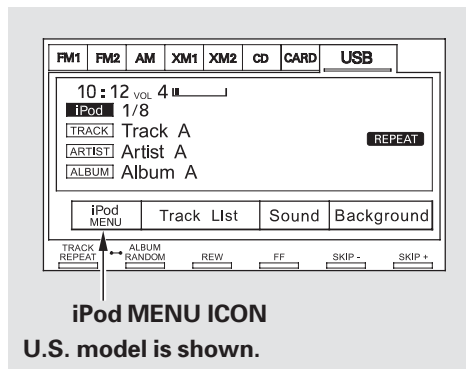 FM1 FM2 AM XM1 XM2 CD CARD USB
10:12 VOL 4
iPod 1/8
TRACK Track A
REPEAT
ARTIST Artist A
ALBUM Album A
iPod MENU Track LIst Sound Background
TRACK REPEAT ALBUM RANDOM REW FF SKIP - SKIP +
iPod MENU ICON
U.S. model is shown.